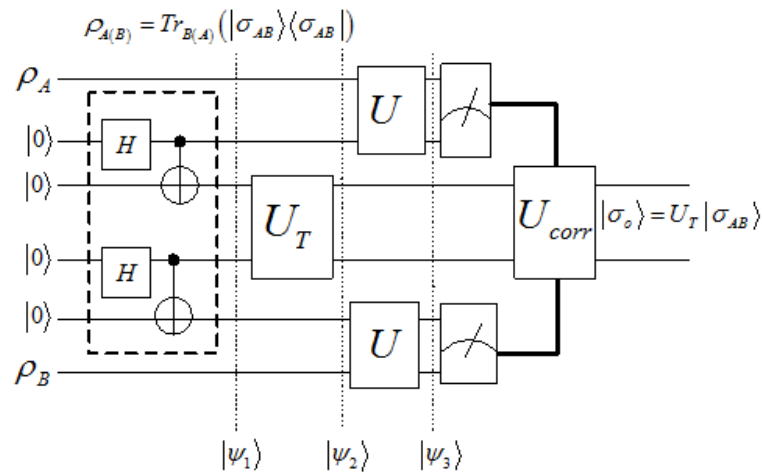 ρ_{A(B)} = Tr_{B(A)}(|σ_{AB}⟩⟨σ_{AB}|)
ρ_A
U
|0⟩
H
|0⟩
U_T
U_{corr}
|σ_o⟩ = U_T|σ_{AB}⟩
|0⟩
H
|0⟩
U
ρ_B
|ψ_1⟩ |ψ_2⟩ |ψ_3⟩